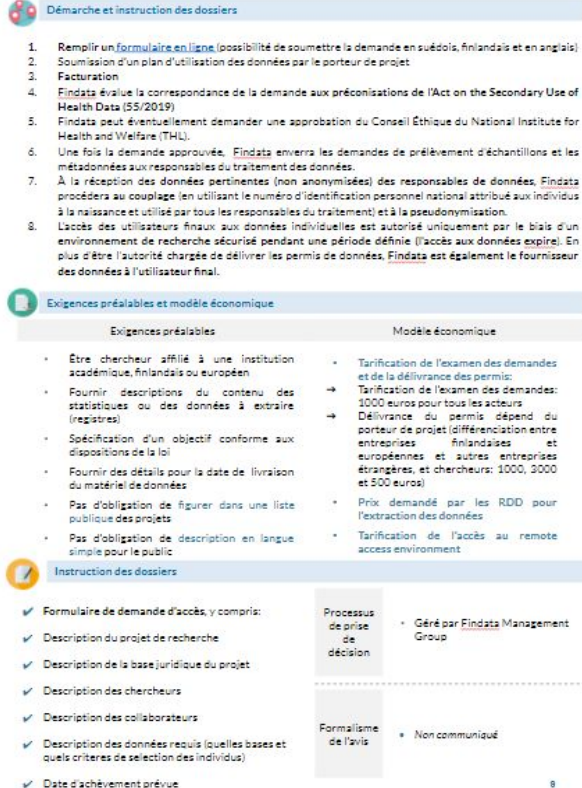 Démarche et instruction des dossiers
1. Remplir un formulaire en ligne (possibilité de soumettre la demande en suédois, finlandais et en anglais)
2. Soumission d'un plan d'utilisation des données par le porteur de projet
3. Facturation
4. Findata évalue la correspondance de la demande aux préconisations de l'Act on the Secondary Use of
Health Data (55/2019)
5. Findata peut éventuellement demander une approbation du Conseil Éthique du National Institute for
Health and Welfare (THL).
6. Une fois la demande approuvée, Findata enverra les demandes de prélèvement d'échantillons et les
métadonnées aux responsables du traitement des données.
7. À la réception des données pertinentes (non anonymisées) des responsables de données, Findata
procédera au couplage (en utilisant le numéro d'identification personnel national attribué aux individus
à la naissance et utilisé par tous les responsables du traitement) et à la pseudonymisation.
8. L'accès des utilisateurs finaux aux données individuelles est autorisé uniquement par le biais d'un
environnement de recherche sécurisé pendant une période définie (l'accès aux données expire). En
plus d'être l'autorité chargée de délivrer les permis de données, Findata est également le fournisseur
des données à l'utilisateur final.
Exigences préalables et modèle économique
Exigences préalables
• Être chercheur affilié à une institution
académique, finlandais ou européen
• Fournir descriptions du contenu des
statistiques ou des données à extraire
(registres)
• Spécification d'un objectif conforme aux
dispositions de la loi
• Fournir des détails pour la date de livraison
du matériel de données
• Pas d'obligation de figurer dans une liste
publique des projets
• Pas d'obligation de description en langue
simple pour le public
Modèle économique
• Tarification de l'examen des demandes
et de la délivrance des permis:
→ Tarification de l'examen des demandes:
1000 euros pour tous les acteurs
→ Délivrance du permis dépend du
porteur de projet (différenciation entre
entreprises finlandaises et
européennes et autres entreprises
étrangères, et chercheurs: 1000, 3000
et 500 euros)
• Prix demandé par les RDD pour
l'extraction des données
• Tarification de l'accès au remote
access environment
Instruction des dossiers
✔ Formulaire de demande d'accès, y compris:
✔ Description du projet de recherche
✔ Description de la base juridique du projet
✔ Description des chercheurs
✔ Description des collaborateurs
✔ Description des données requis (quelles bases et
quels criteres de selection des individus)
✔ Date d'achèvement prévue
Processus
de prise
de
décision
• Géré par Findata Management
Group
Formalisme
de l'avis
• Non communiqué